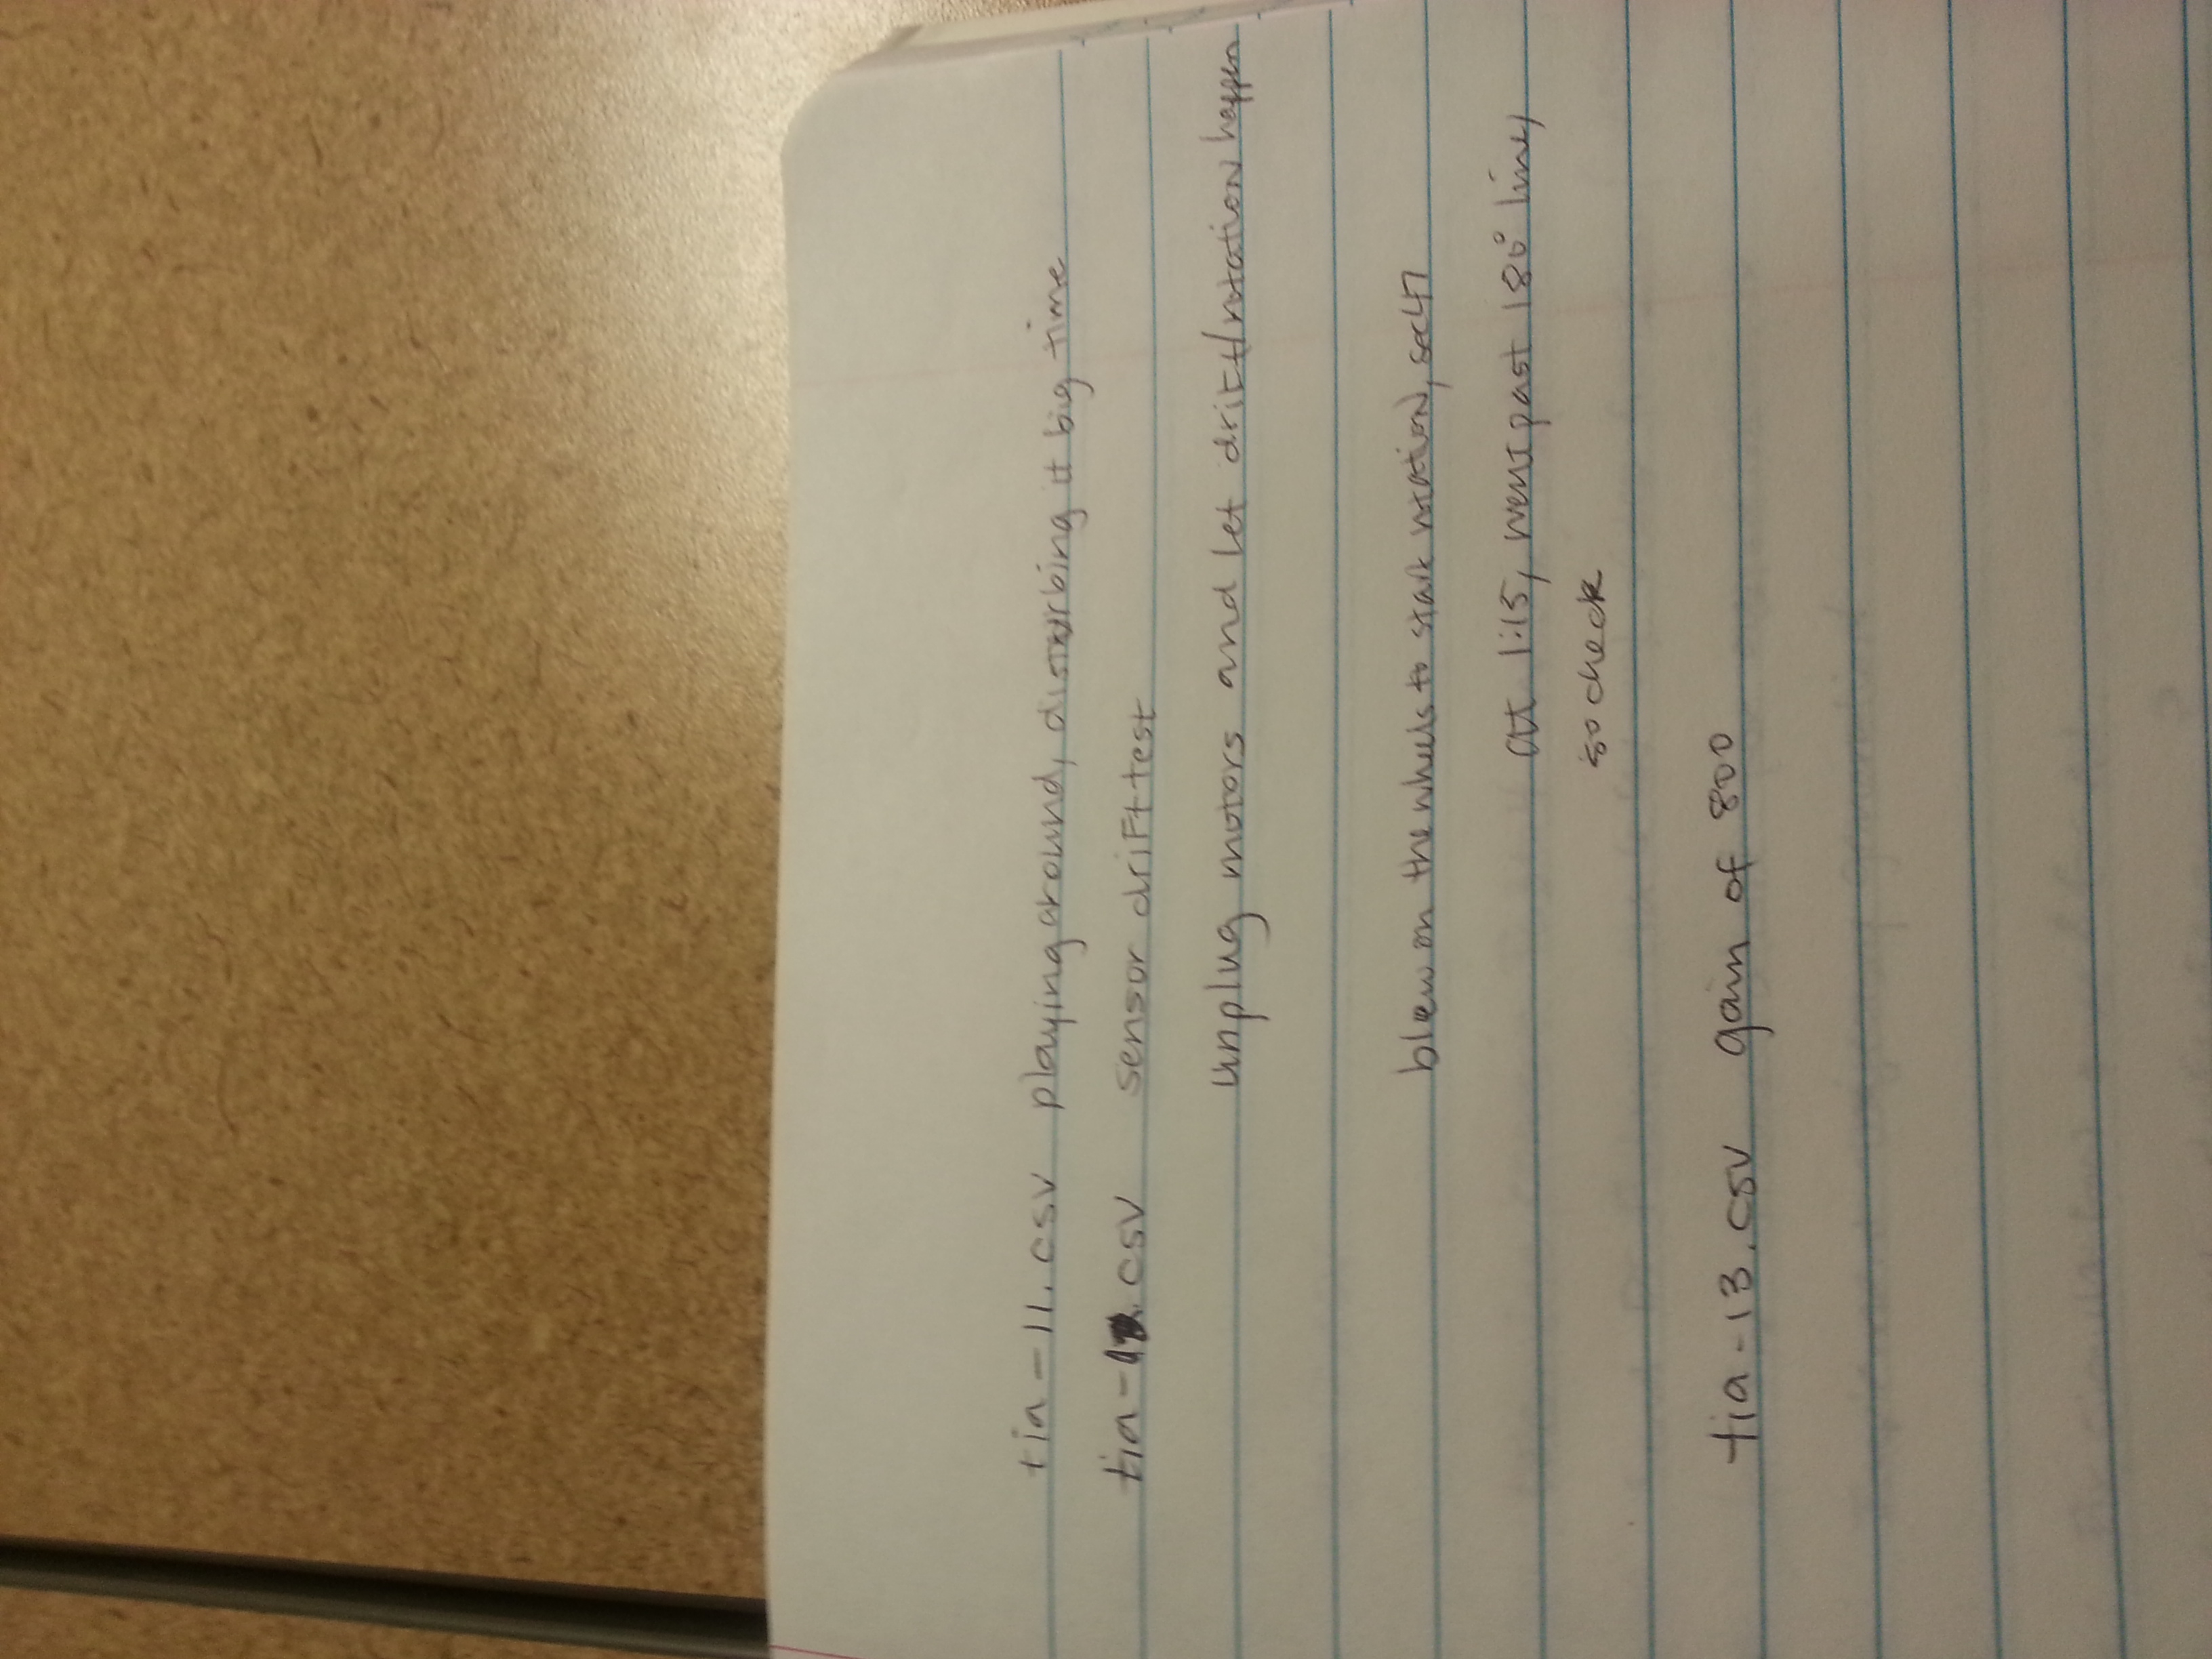 tia-11.csv playing around, disturbing it big time
tia-12.csv sensor drift test
unplug motors and let drift/rotation happen
blew on the wheels to start rotation, sec 47
at 1:15, went past 180° line,
so check
tia-13.csv gain of 800